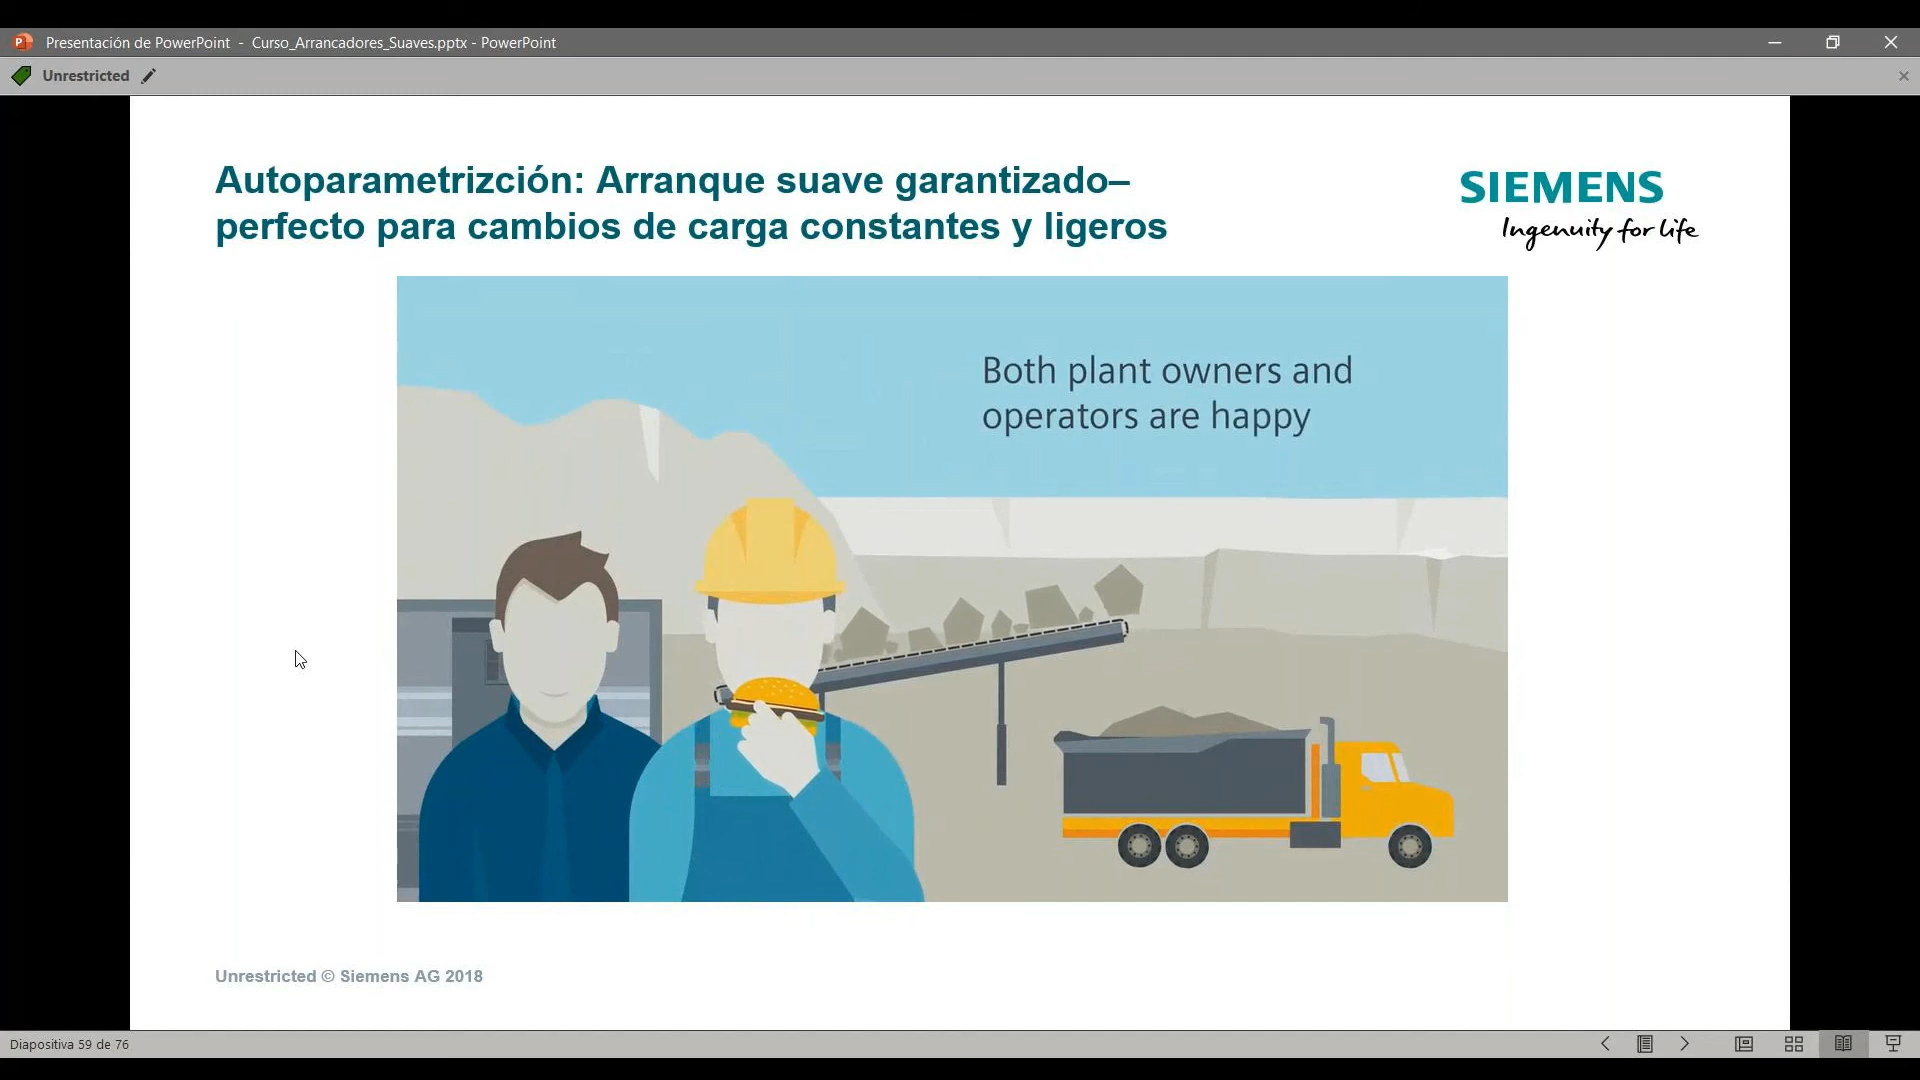 Presentación de PowerPoint - Curso_Arrancadores_Suaves.pptx - PowerPoint
Unrestricted
Autoparametrizción: Arranque suave garantizado–
perfecto para cambios de carga constantes y ligeros
SIEMENS
Ingenuity for life
Both plant owners and
operators are happy
Unrestricted © Siemens AG 2018
Diapositiva 59 de 76